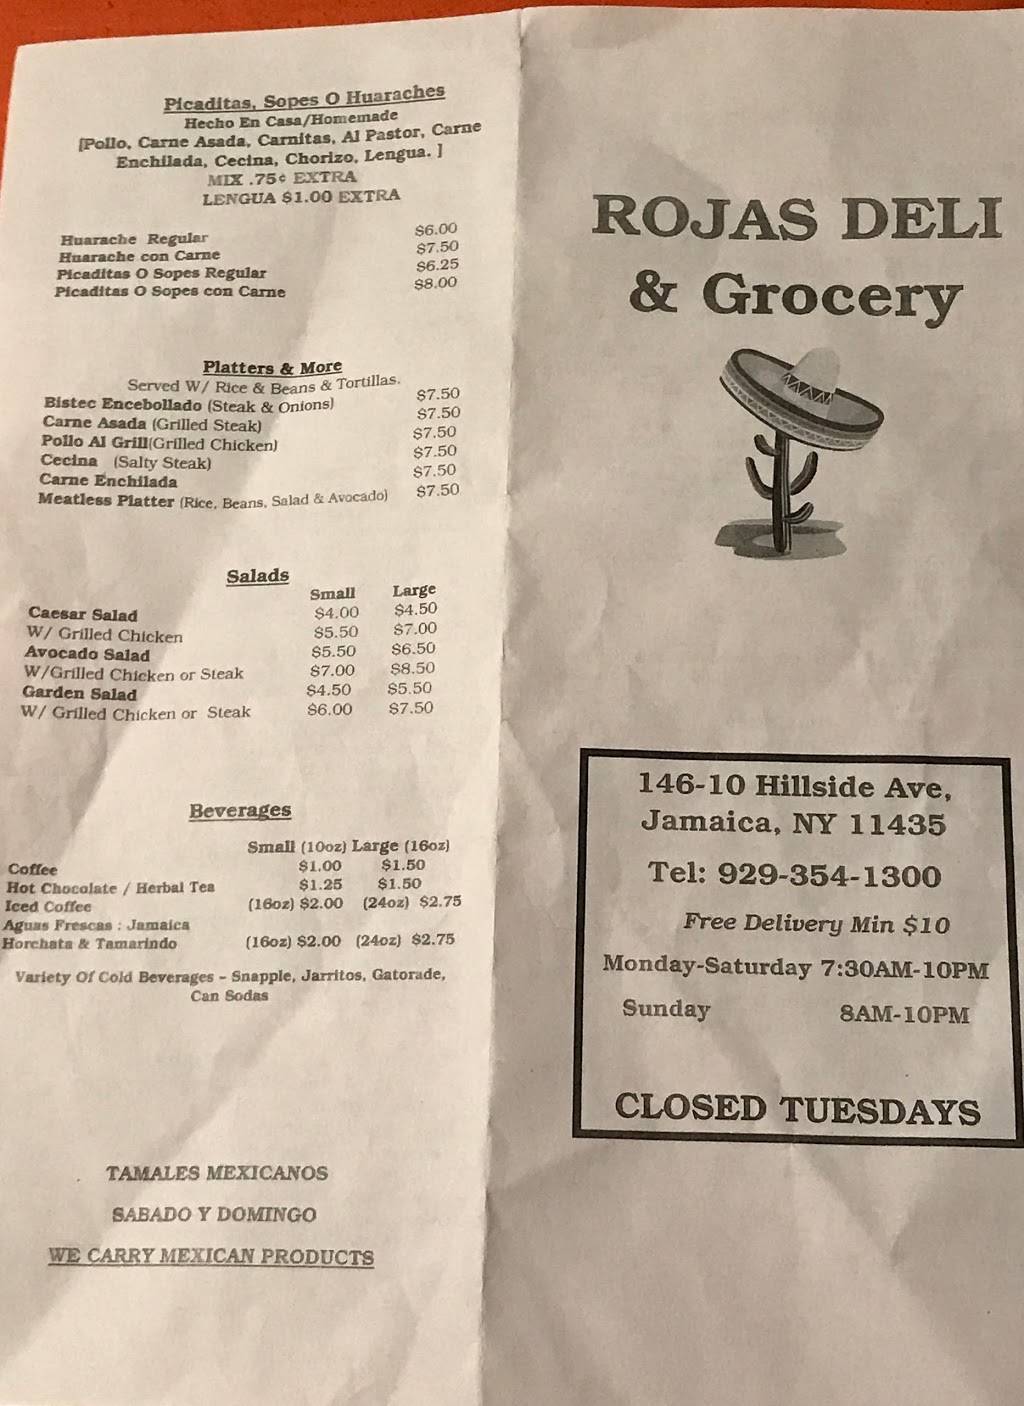 Picaditas, Sopes O Huaraches
Hecho En Casa/Homemade
[Pollo, Carne Asada, Carnitas, Al Pastor, Carne
Enchilada, Cecina, Chorizo, Lengua. ]
MIX .75¢ EXTRA
LENGUA $1.00 EXTRA
Huarache Regular $6.00
Huarache con Carne $7.50
Picaditas O Sopes Regular $6.25
Picaditas O Sopes con Carne $8.00
Platters & More
Served W/ Rice & Beans & Tortillas.
Bistec Encebollado (Steak & Onions) $7.50
Carne Asada (Grilled Steak) $7.50
Pollo Al Grill(Grilled Chicken) $7.50
Cecina (Salty Steak) $7.50
Carne Enchilada $7.50
Meatless Platter (Rice, Beans, Salad & Avocado) $7.50
Salads
Small Large
Caesar Salad $4.00 $4.50
W/ Grilled Chicken $5.50 $7.00
Avocado Salad $5.50 $6.50
W/Grilled Chicken or Steak $7.00 $8.50
Garden Salad $4.50 $5.50
W/ Grilled Chicken or Steak $6.00 $7.50
Beverages
Small (10oz) Large (16oz)
Coffee $1.00 $1.50
Hot Chocolate / Herbal Tea $1.25 $1.50
Iced Coffee (16oz) $2.00 (24oz) $2.75
Aguas Frescas : Jamaica
Horchata & Tamarindo (16oz) $2.00 (24oz) $2.75
Variety Of Cold Beverages - Snapple, Jarritos, Gatorade,
Can Sodas
TAMALES MEXICANOS
SABADO Y DOMINGO
WE CARRY MEXICAN PRODUCTS
ROJAS DELI
& Grocery
146-10 Hillside Ave,
Jamaica, NY 11435
Tel: 929-354-1300
Free Delivery Min $10
Monday-Saturday 7:30AM-10PM
Sunday 8AM-10PM
CLOSED TUESDAYS